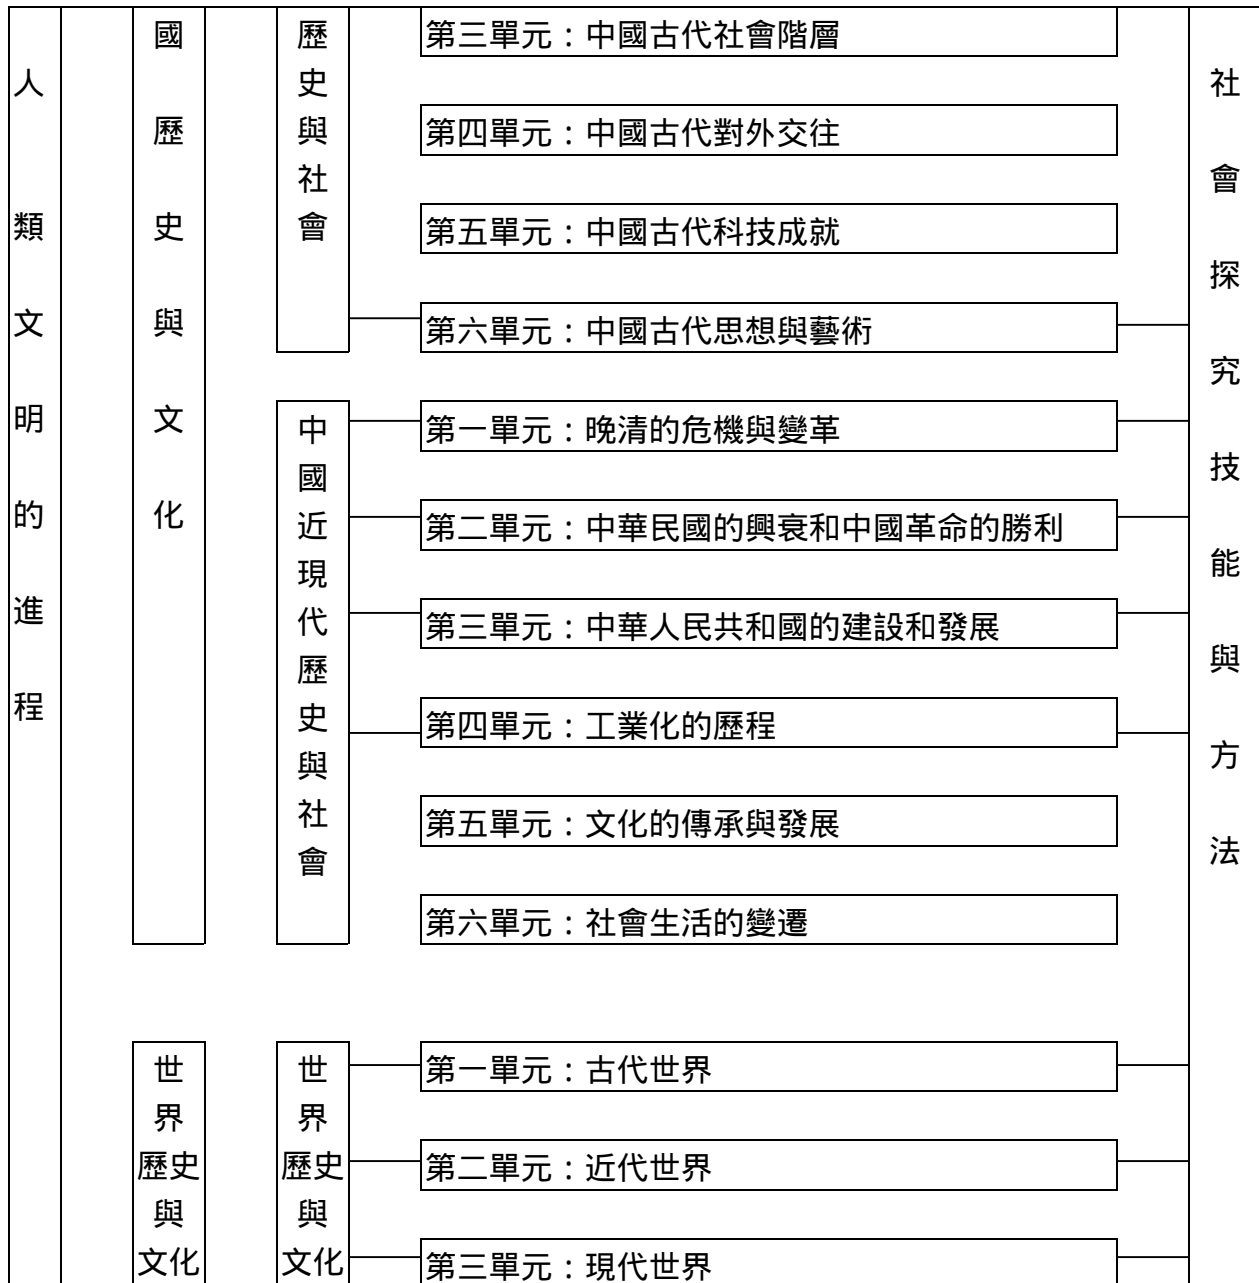 人類文明的進程
國歷史與文化
歷史與社會
第三單元：中國古代社會階層
第四單元：中國古代對外交往
第五單元：中國古代科技成就
第六單元：中國古代思想與藝術
中國近現代歷史與社會
第一單元：晚清的危機與變革
第二單元：中華民國的興衰和中國革命的勝利
第三單元：中華人民共和國的建設和發展
第四單元：工業化的歷程
第五單元：文化的傳承與發展
第六單元：社會生活的變遷
世界歷史與文化
世界歷史與文化
第一單元：古代世界
第二單元：近代世界
第三單元：現代世界
社會探究技能與方法